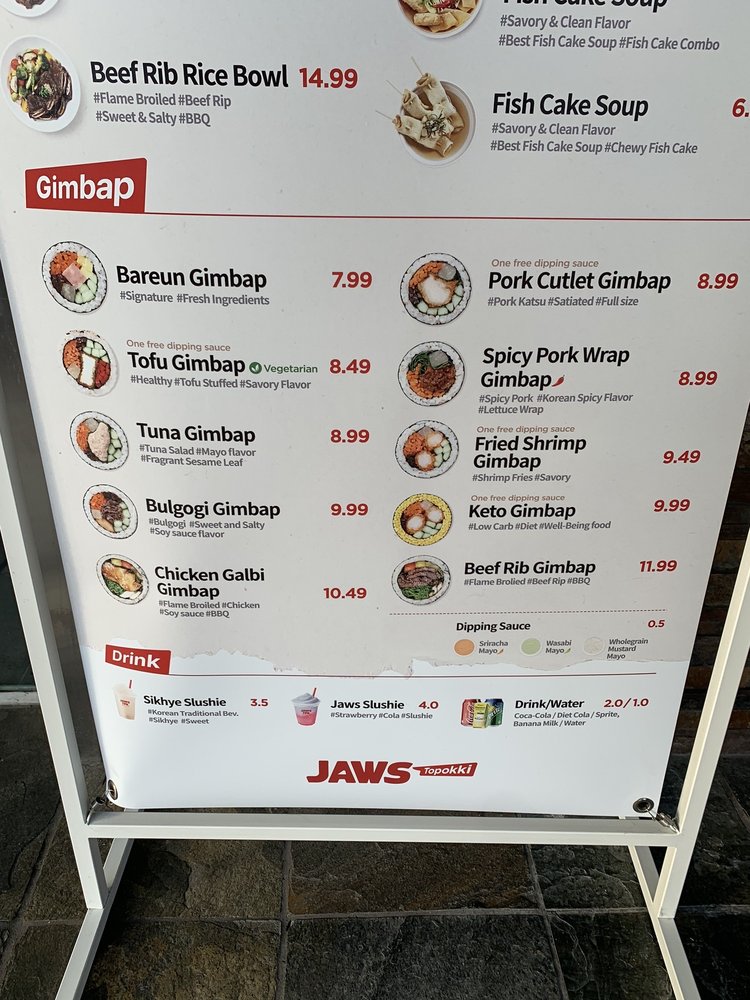 Beef Rib Rice Bowl 14.99
#Flame Broiled #Beef Rip
#Sweet & Salty #BBQ
Fish Cake Soup
#Savory & Clean Flavor
#Best Fish Cake Soup #Fish Cake Combo
Fish Cake Soup 6.
#Savory & Clean Flavor
#Best Fish Cake Soup #Chewy Fish Cake
Gimbap
Bareun Gimbap 7.99
#Signature #Fresh Ingredients
One free dipping sauce
Tofu Gimbap Vegetarian 8.49
#Healthy #Tofu Stuffed #Savory Flavor
Tuna Gimbap 8.99
#Tuna Salad #Mayo flavor
#Fragrant Sesame Leaf
Bulgogi Gimbap 9.99
#Bulgogi #Sweet and Salty
#Soy sauce flavor
Chicken Galbi
Gimbap 10.49
#Flame Broiled #Chicken
#Soy sauce #BBQ
One free dipping sauce
Pork Cutlet Gimbap 8.99
#Pork Katsu #Satiated #Full size
Spicy Pork Wrap
Gimbap 8.99
#Spicy Pork #Korean Spicy Flavor
#Lettuce Wrap
One free dipping sauce
Fried Shrimp
Gimbap 9.49
#Shrimp Fries #Savory
One free dipping sauce
Keto Gimbap 9.99
#Low Carb #Diet #Well-Being food
Beef Rib Gimbap 11.99
#Flame Brolied #Beef Rip #BBQ
Dipping Sauce 0.5
Sriracha
Mayo
Wasabi
Mayo
Wholegrain
Mustard
Mayo
Drink
Sikhye Slushie 3.5
#Korean Traditional Bev.
#Sikhye #Sweet
Jaws Slushie 4.0
#Strawberry #Cola #Slushie
Drink/Water 2.0/1.0
Coca-Cola / Diet Cola / Sprite,
Banana Milk / Water
JAWS Topokki